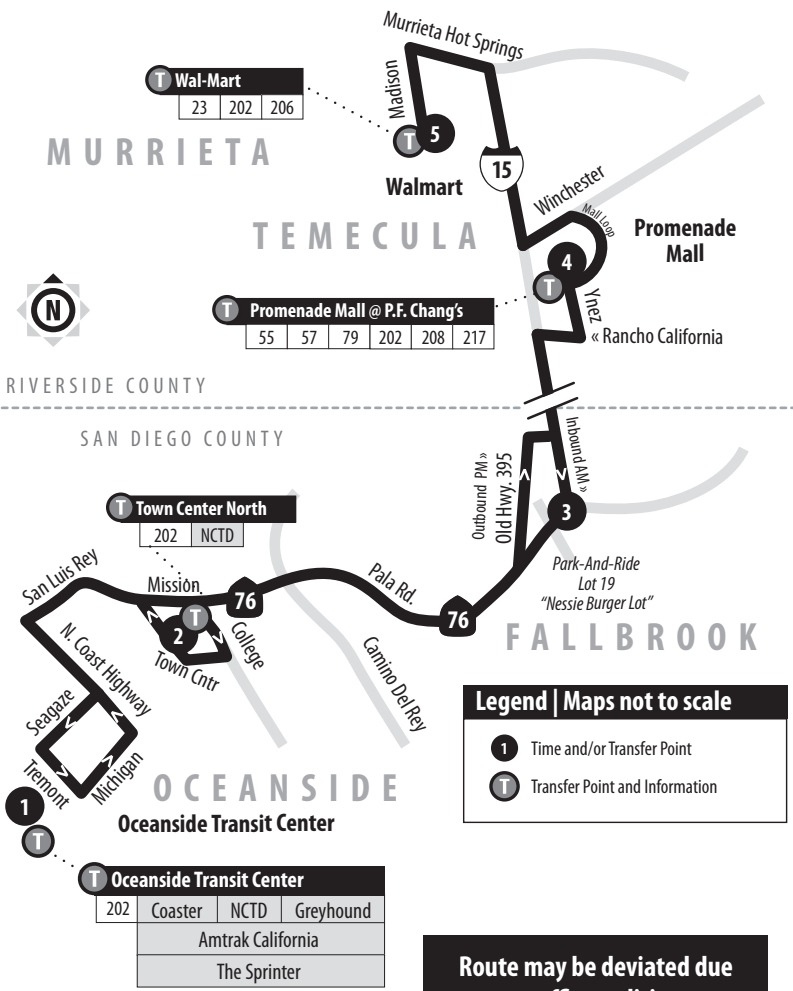 Murrieta Hot Springs
T Wal-Mart
23 202 206
Madison
T 5
MURRIETA
Walmart
15
Winchester
Mall Loop
TEMECULA
Promenade
Mall
4
T
N
T Promenade Mall @ P.F. Chang's
55 57 79 202 208 217
Ynez
« Rancho California
RIVERSIDE COUNTY
SAN DIEGO COUNTY
Outbound PM »
Old Hwy. 395
Inbound AM »
3
T Town Center North
202 NCTD
Park-And-Ride
Lot 19
"Nessie Burger Lot"
San Luis Rey
Mission
76
Pala Rd.
76
T
2
College
Town Cntr
FALLBROOK
N. Coast Highway
Camino Del Rey
Seagaze
Tremont
Michigan
Legend | Maps not to scale
1 Time and/or Transfer Point
T Transfer Point and Information
OCEANSIDE
1
Oceanside Transit Center
T
T Oceanside Transit Center
202 Coaster NCTD Greyhound
Amtrak California
The Sprinter
Route may be deviated due